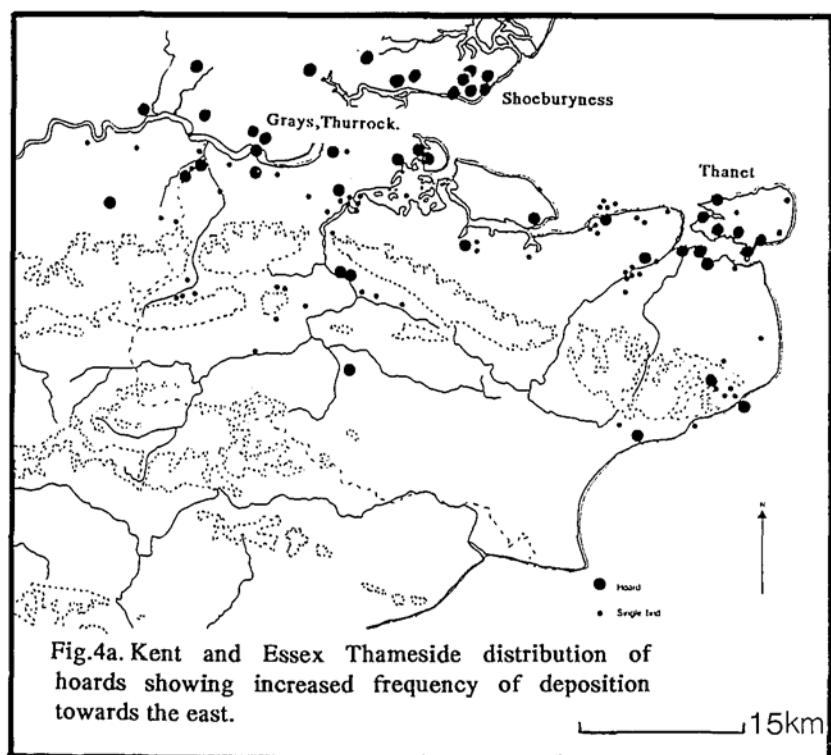 Shoeburyness
Grays,Thurrock.
Thanet
N
Hoard
Single find
Fig.4a. Kent and Essex Thameside distribution of
hoards showing increased frequency of deposition
towards the east.
15km